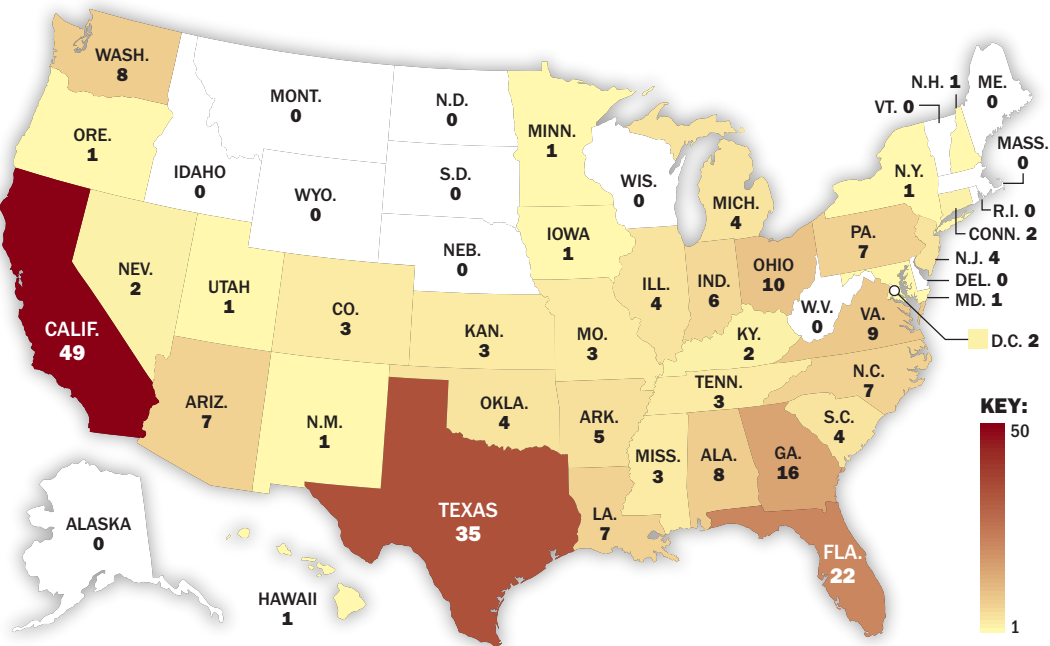 WASH.
8
MONT.
0
N.D.
0
MINN.
1
N.H. 1
ME.
0
VT. 0
ORE.
1
IDAHO
0
WYO.
0
S.D.
0
WIS.
0
MICH.
4
N.Y.
1
MASS.
0
R.I. 0
CONN. 2
NEB.
0
IOWA
1
PA.
7
N.J. 4
DEL. 0
MD. 1
NEV.
2
UTAH
1
CO.
3
ILL.
4
IND.
6
OHIO
10
W.V.
0
VA.
9
D.C. 2
CALIF.
49
KAN.
3
MO.
3
KY.
2
TENN.
3
N.C.
7
ARIZ.
7
N.M.
1
OKLA.
4
ARK.
5
S.C.
4
KEY:
50
1
MISS.
3
ALA.
8
GA.
16
TEXAS
35
LA.
7
FLA.
22
ALASKA
0
HAWAII
1